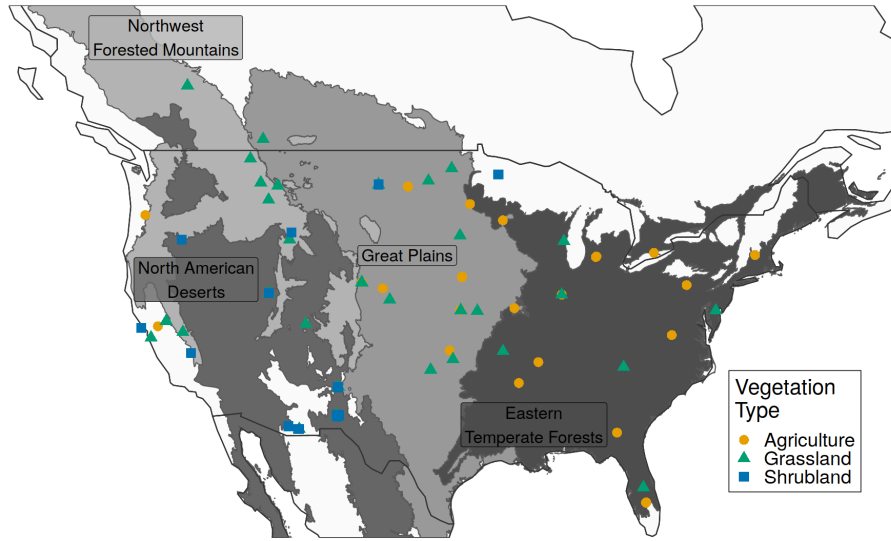 Northwest
Forested Mountains
Great Plains
North American
Deserts
Eastern
Temperate Forests
Vegetation
Type
Agriculture
Grassland
Shrubland